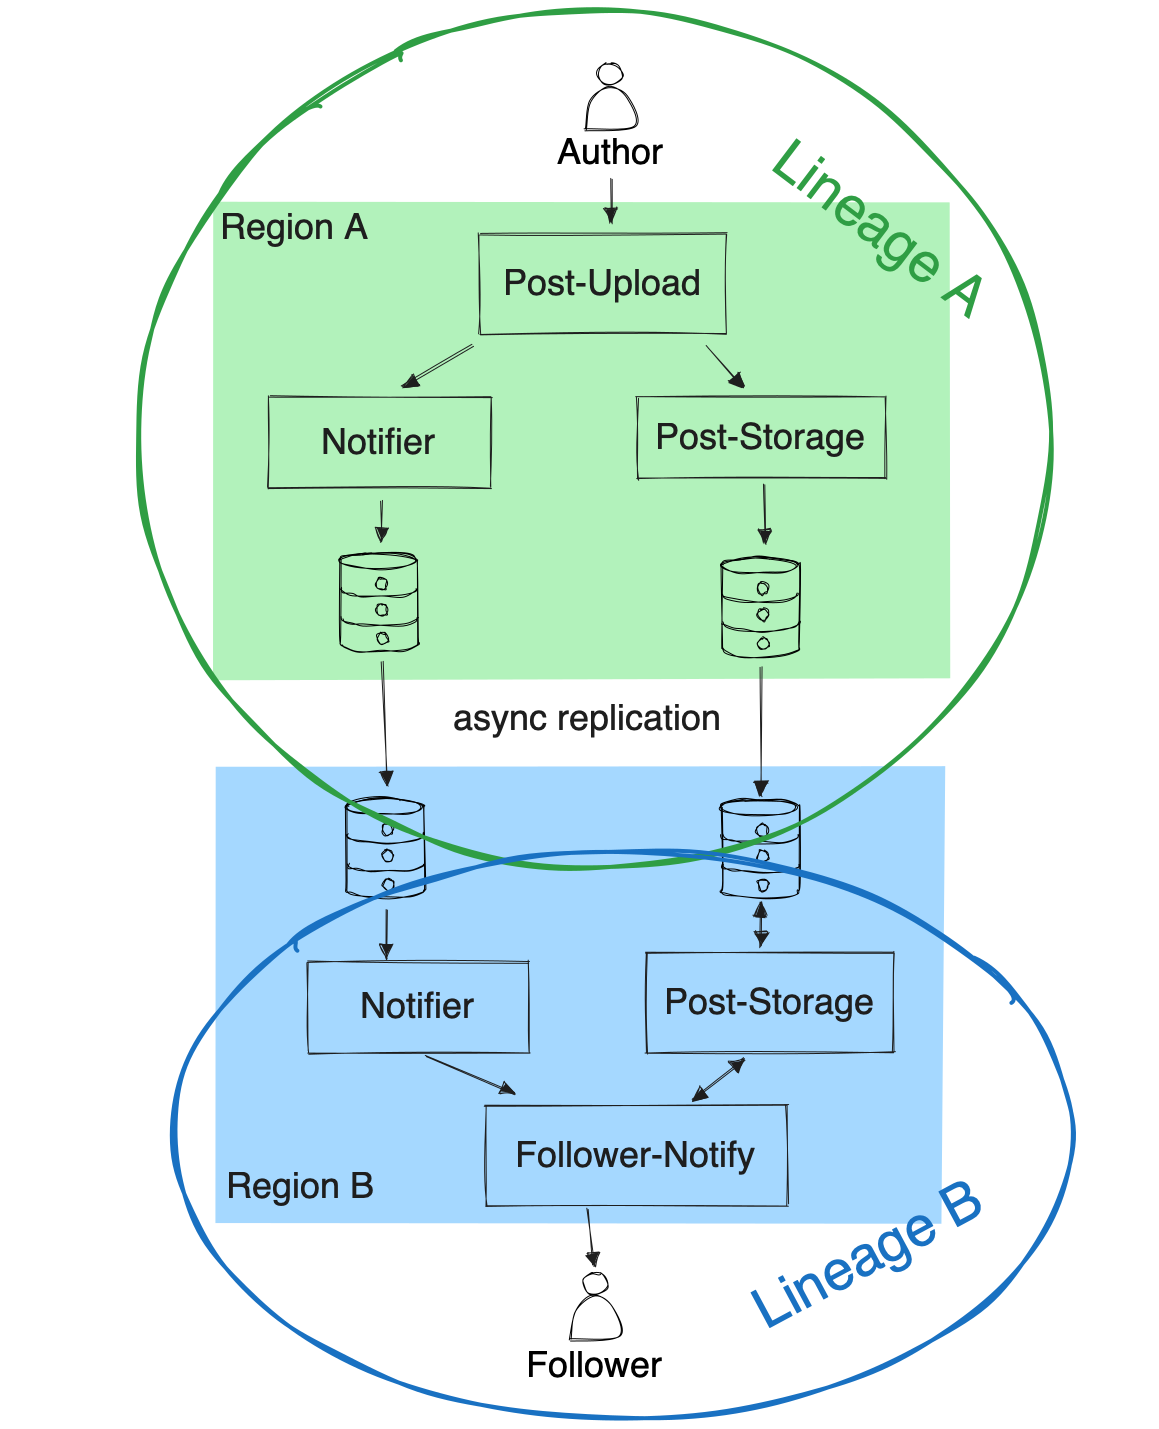 Author
Lineage A
Region A
Post-Upload
Notifier
Post-Storage
async replication
Notifier
Post-Storage
Follower-Notify
Region B
Lineage B
Follower